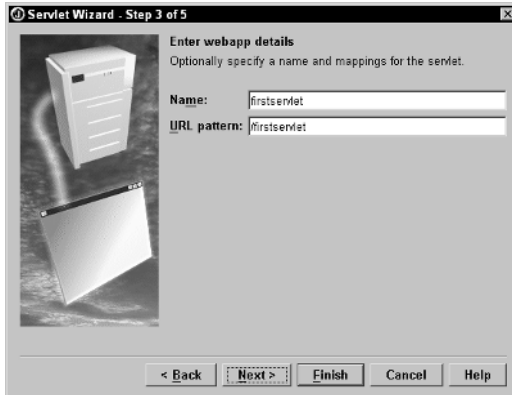 Servlet Wizard - Step 3 of 5
Enter webapp details
Optionally specify a name and mappings for the servlet.
Name: firstservlet
URL pattern: /firstservlet
< Back Next > Finish Cancel Help